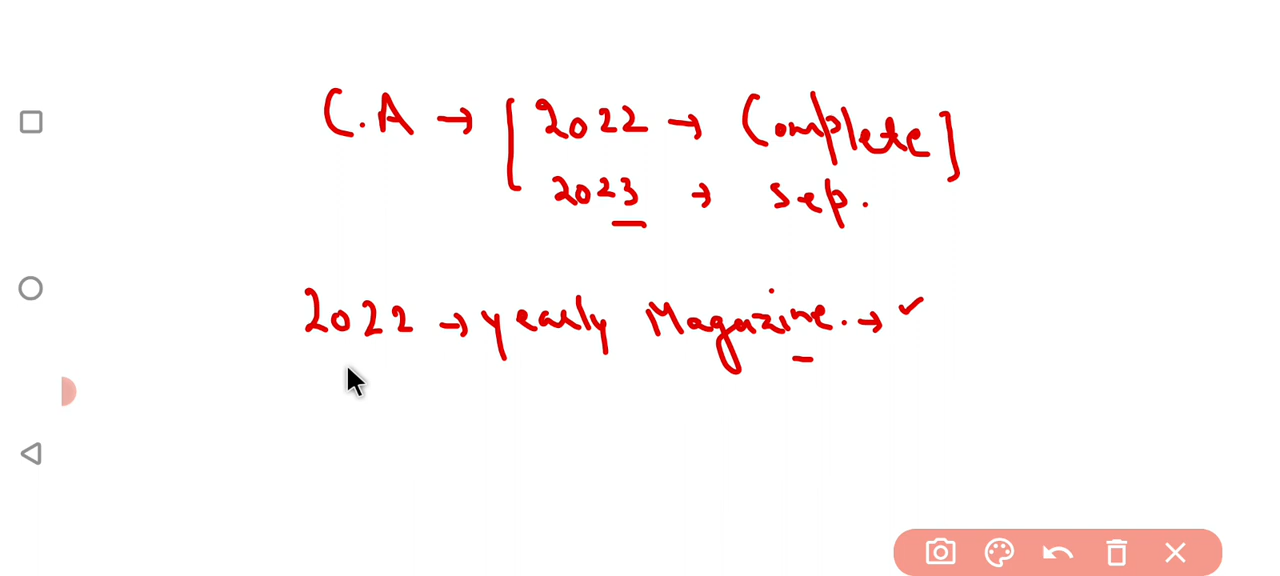 C.A → [ 2022 → Complete ]
2023 → Sep.
2022 → yearly Magazine. → ✓